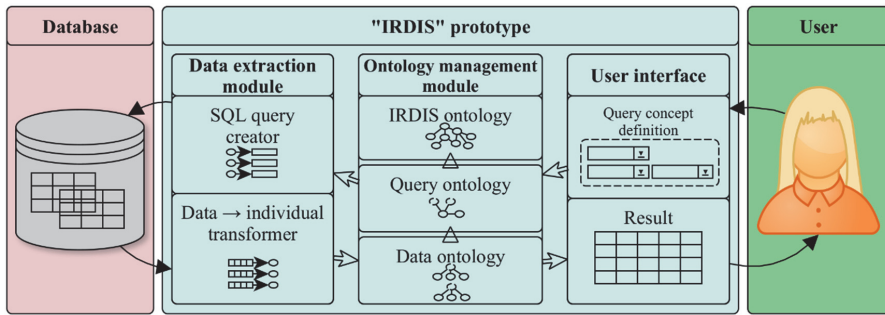 Database
"IRDIS" prototype
User
Data extraction
module
SQL query
creator
Data → individual
transformer
Ontology management
module
IRDIS ontology
Query ontology
Data ontology
User interface
Query concept
definition
Result